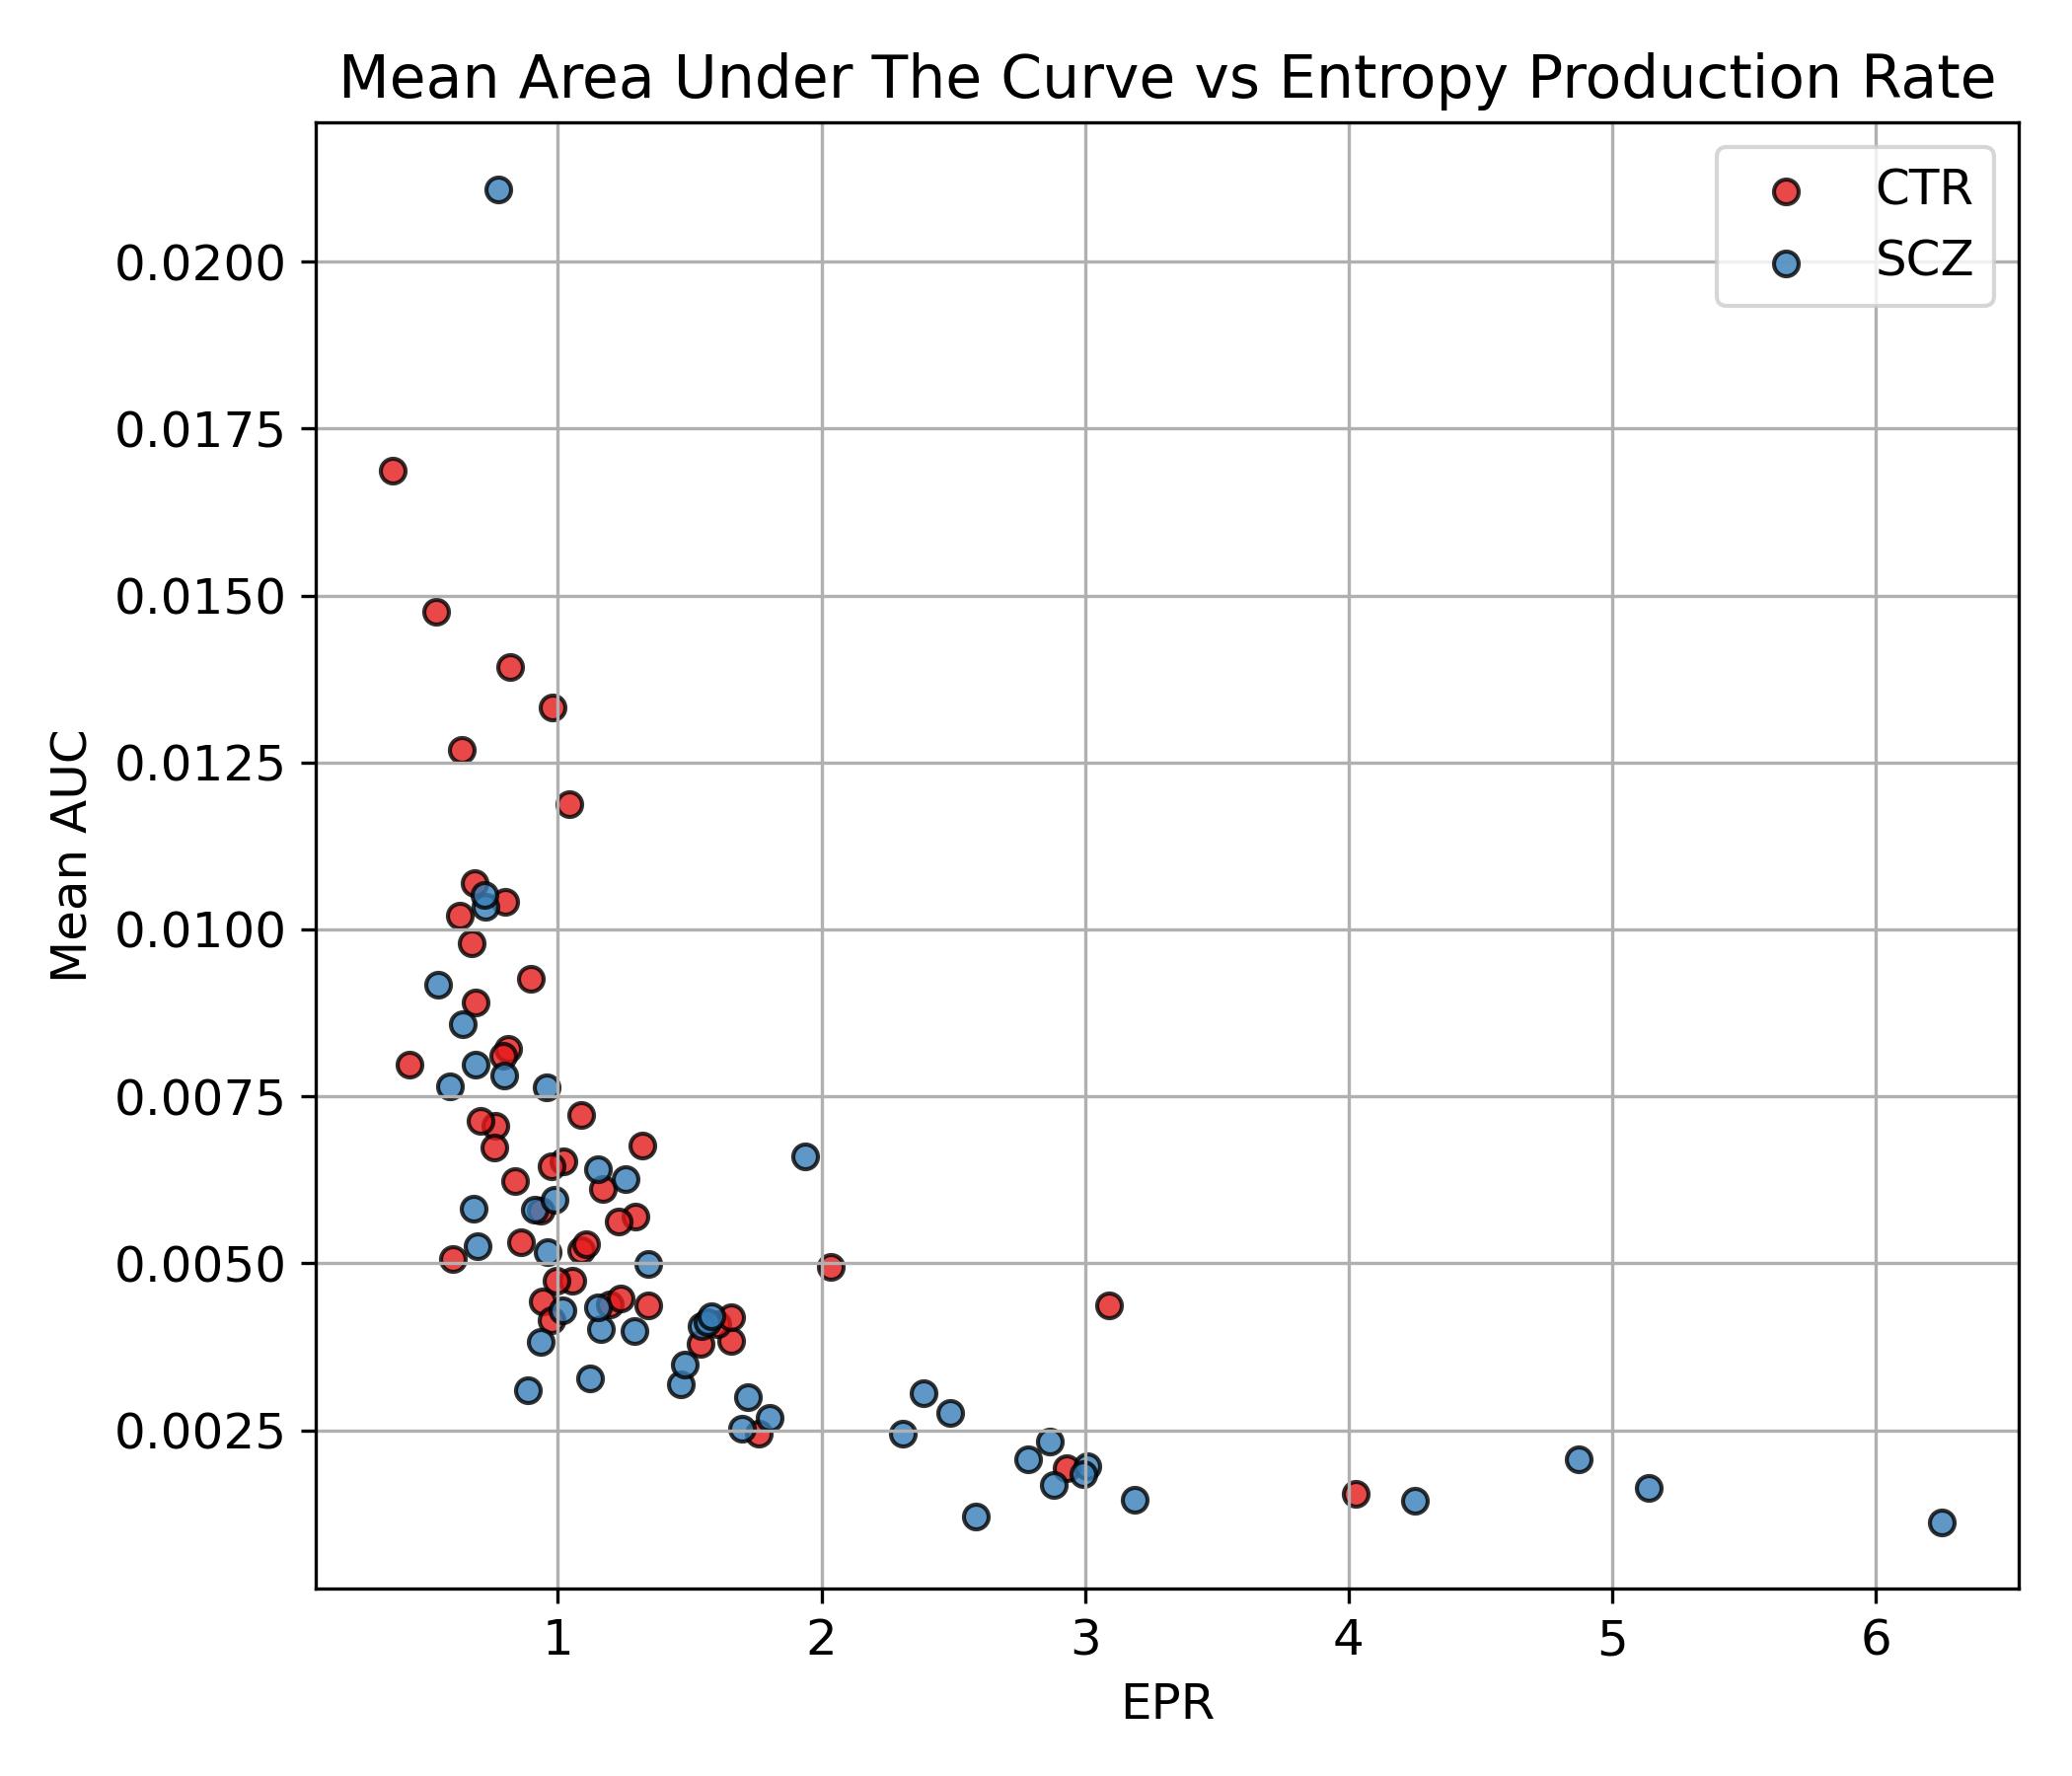 Mean Area Under The Curve vs Entropy Production Rate
CTR
SCZ
0.0200
0.0175
0.0150
0.0125
0.0100
0.0075
0.0050
0.0025
Mean AUC
1 2 3 4 5 6
EPR